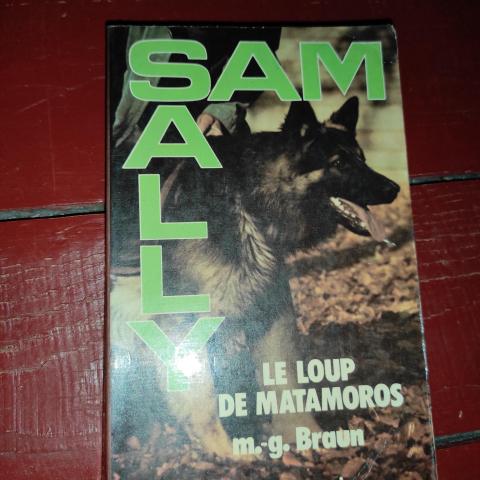 SAM
SALLY
LE LOUP
DE MATAMOROS
m.-g. Braun